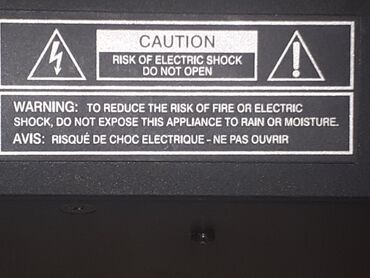 CAUTION
RISK OF ELECTRIC SHOCK
DO NOT OPEN
WARNING: TO REDUCE THE RISK OF FIRE OR ELECTRIC
SHOCK, DO NOT EXPOSE THIS APPLIANCE TO RAIN OR MOISTURE.
AVIS: RISQUÉ DE CHOC ELECTRIQUE - NE PAS OUVRIR